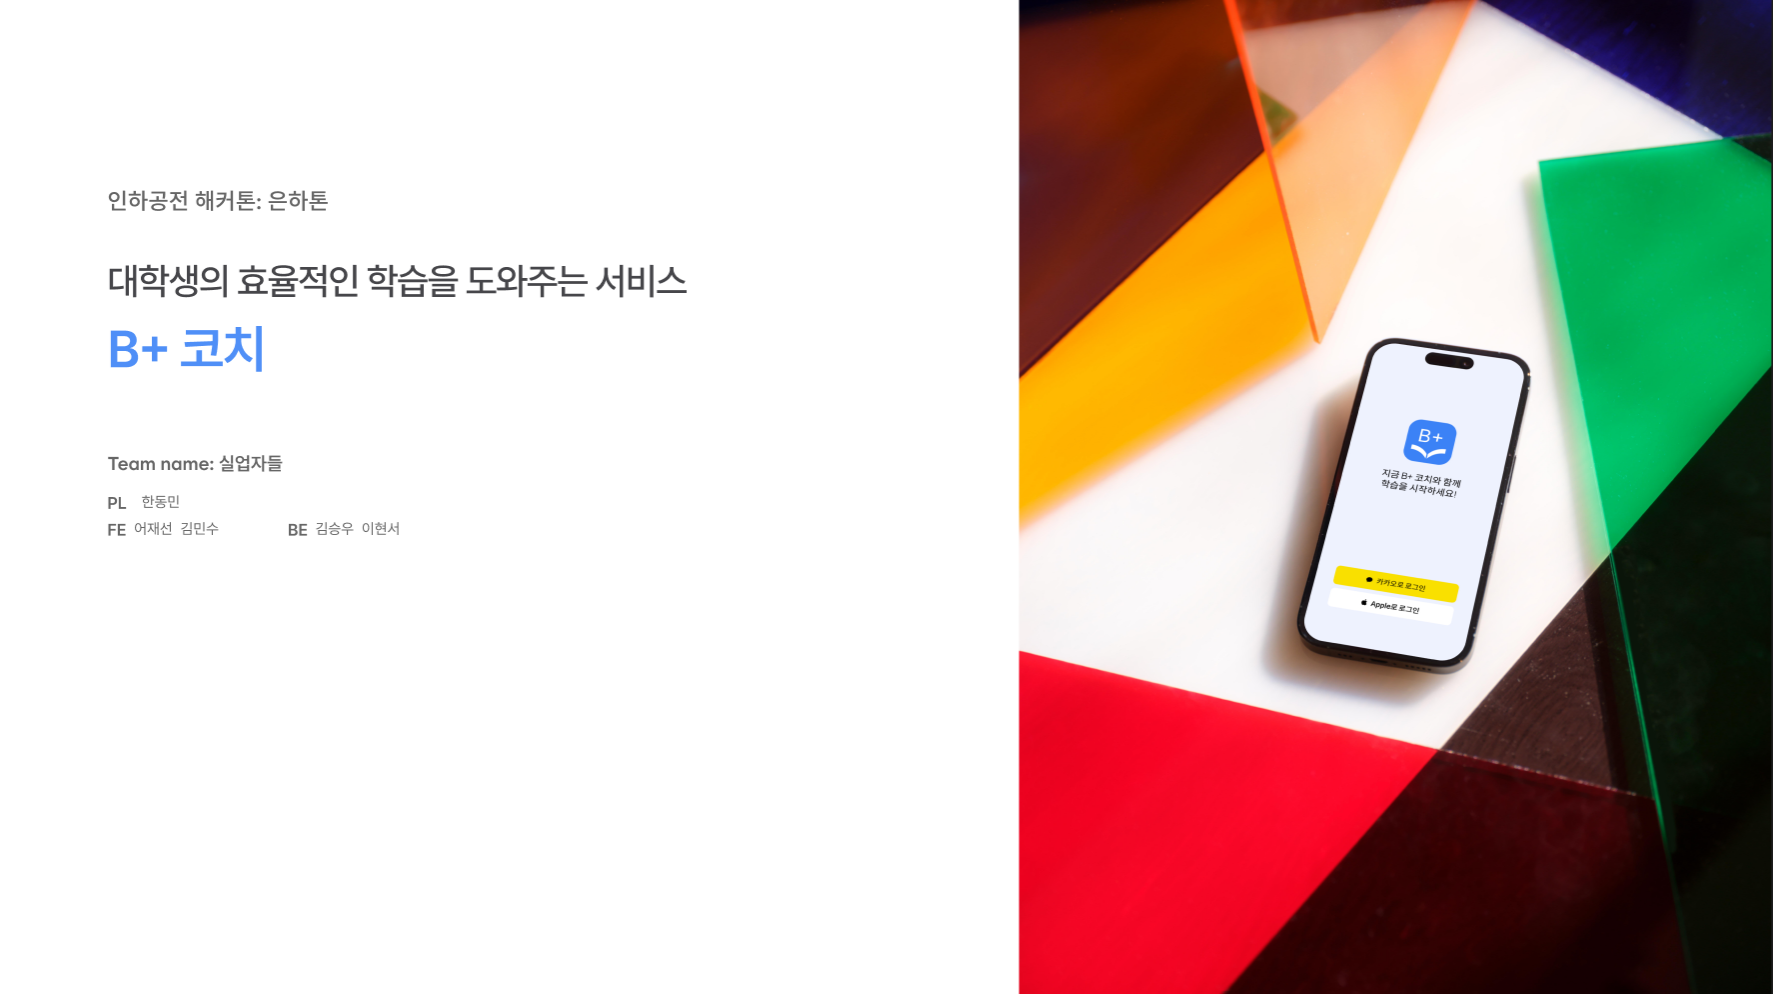 인하공전 해커톤: 은하톤
대학생의 효율적인 학습을 도와주는 서비스
B+ 코치
Team name: 실업자들
PL 한동민
FE 어재선 김민수 BE 김승우 이현서
B+
지금 B+ 코치와 함께
학습을 시작하세요!
카카오로 로그인
Apple로 로그인